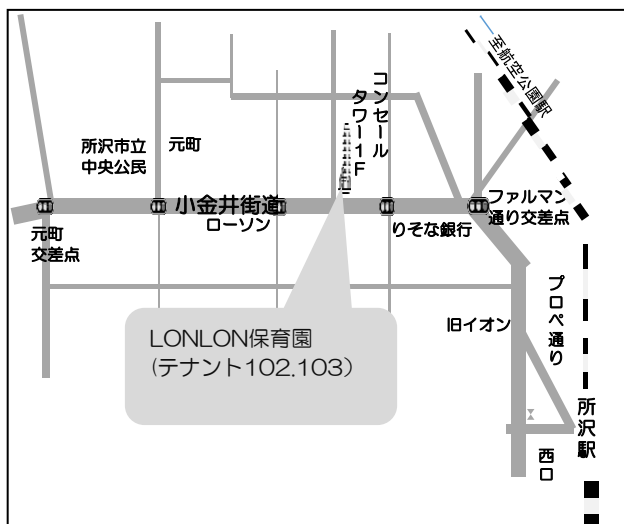 至航空公園駅
コンセール
タワー1F
所沢市立
中央公民
元町
小金井街道
ローソン
りそな銀行
ファルマン
通り交差点
元町
交差点
プロペ通り
旧イオン
LONLON保育園
(テナント102,103)
所沢駅
西口